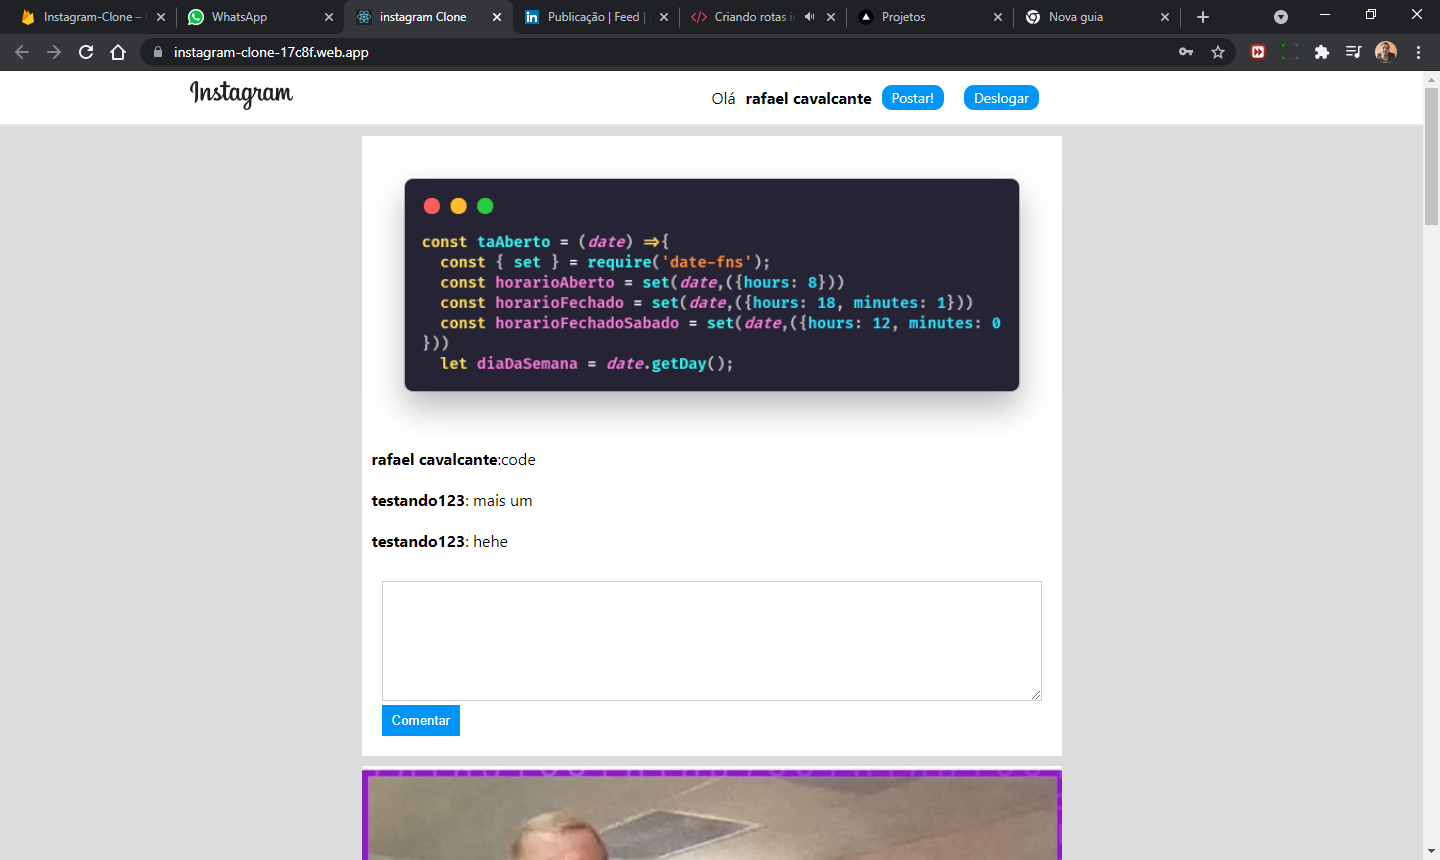 Instagram-Clone –
WhatsApp
instagram Clone
Publicação | Feed |
Criando rotas i
Projetos
Nova guia
instagram-clone-17c8f.web.app
Instagram
Olá rafael cavalcante Postar! Deslogar
const taAberto = (date) =>{
const { set } = require('date-fns');
const horarioAberto = set(date,({hours: 8}))
const horarioFechado = set(date,({hours: 18, minutes: 1}))
const horarioFechadoSabado = set(date,({hours: 12, minutes: 0
}))
let diaDaSemana = date.getDay();
rafael cavalcante:code
testando123: mais um
testando123: hehe
Comentar